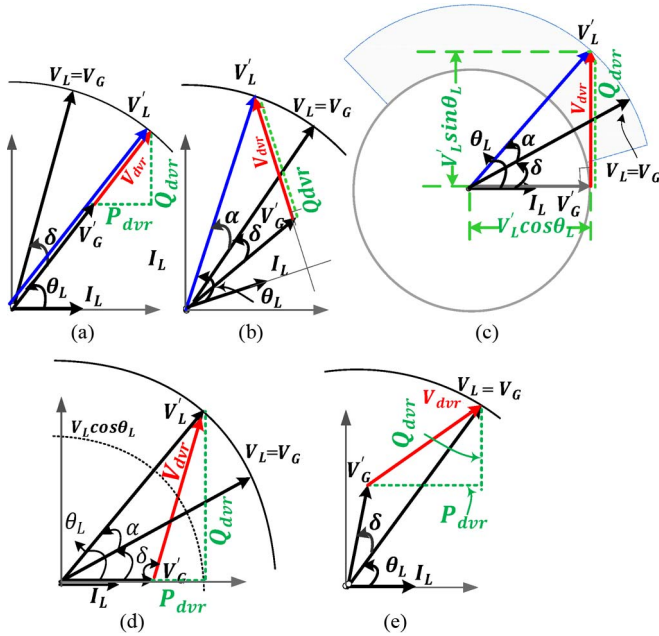 V_L=V_G
V'_L
V_dvr
Q_dvr
P_dvr
V'_G
δ
θ_L
I_L
(a)
V'_L
V_L=V_G
V_dvr
Qdvr
α
V'_G
δ
I_L
I_L
θ_L
(b)
V'_L
Q_dvr
V'_L sinθ_L
V_dvr
θ_L
α
δ
V_L=V_G
I_L
V'_G
V'_L cosθ_L
(c)
V'_L
V_L cosθ_L
V_L=V_G
V_dvr
Q_dvr
θ_L
α
δ
V'_G
I_L
P_dvr
(d)
V_L=V_G
V_dvr
Q_dvr
V'_G
P_dvr
δ
θ_L
I_L
(e)